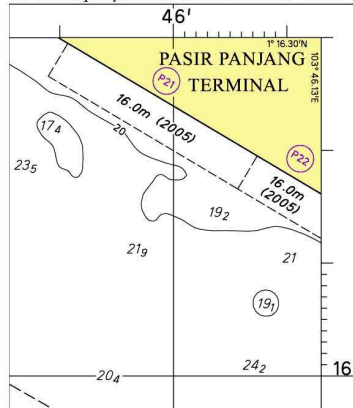 46'
1° 16.30'N
103° 46.13'E
PASIR PANJANG
TERMINAL
P21
16.0m (2005)
P22
16.0m
(2005)
20
17₄
23₅
19₂
21₉
21
19₁
16
24₂
20₄